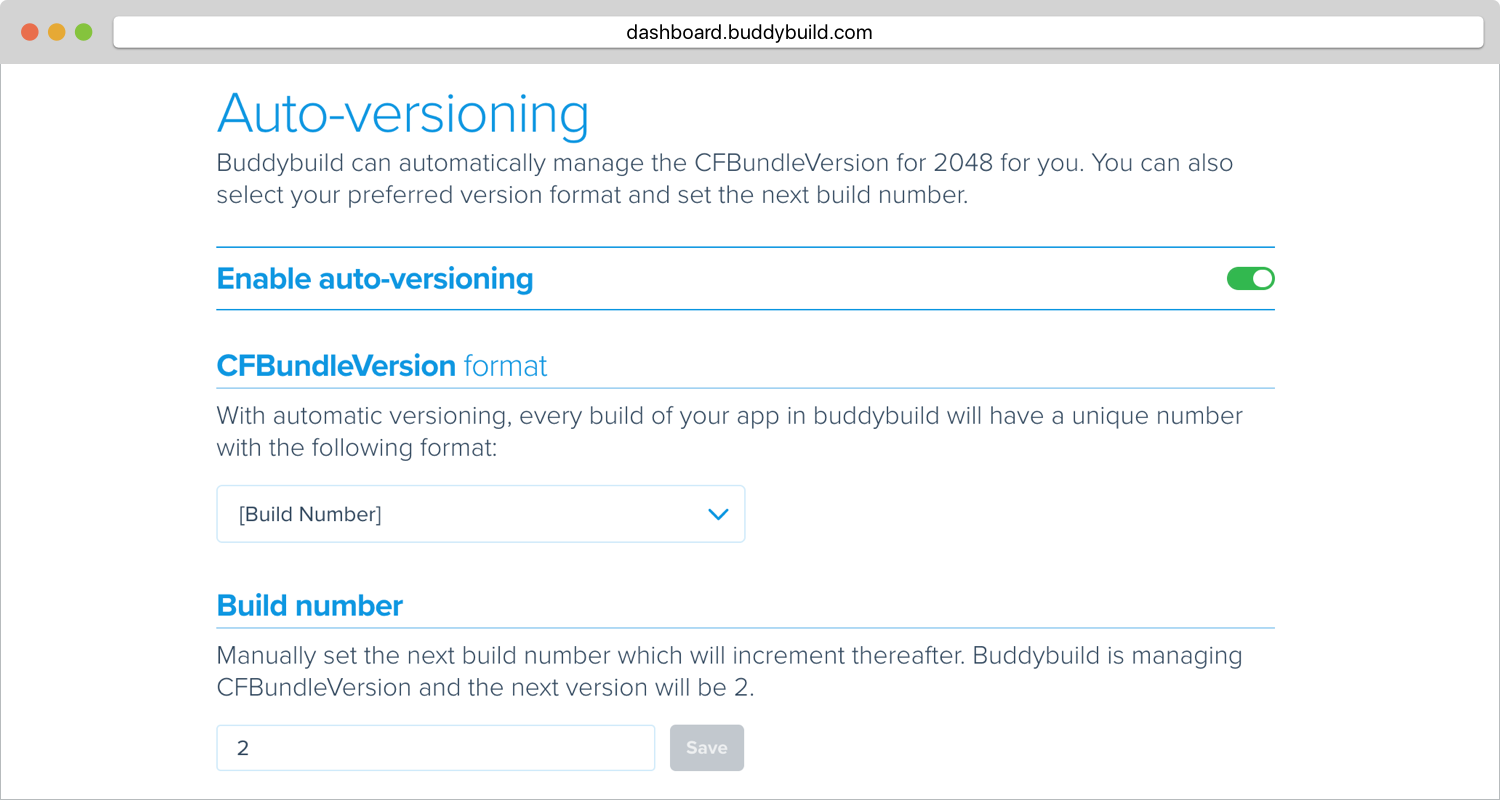 dashboard.buddybuild.com
Auto-versioning
Buddybuild can automatically manage the CFBundleVersion for 2048 for you. You can also
select your preferred version format and set the next build number.
Enable auto-versioning
CFBundleVersion format
With automatic versioning, every build of your app in buddybuild will have a unique number
with the following format:
[Build Number]
Build number
Manually set the next build number which will increment thereafter. Buddybuild is managing
CFBundleVersion and the next version will be 2.
2
Save